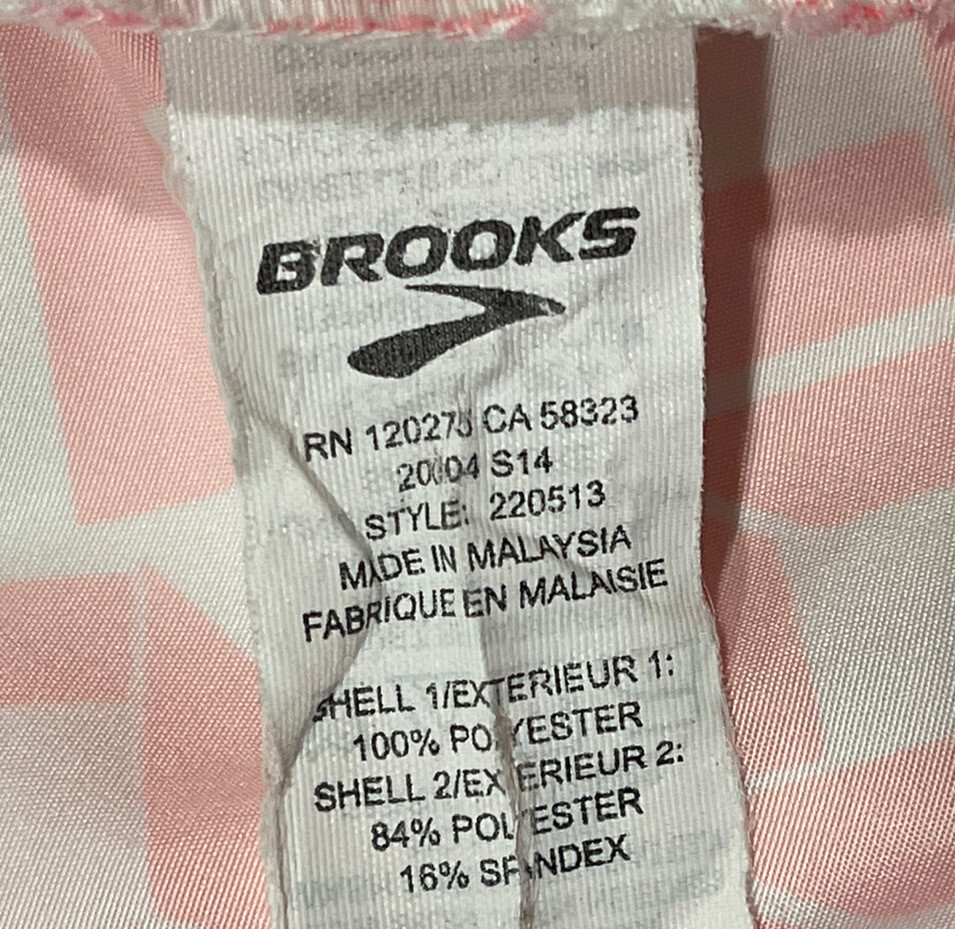 BROOKS
RN 120273 CA 58323
20004 S14
STYLE: 220513
MADE IN MALAYSIA
FABRIQUE EN MALAISIE
SHELL 1/EXTERIEUR 1:
100% POLYESTER
SHELL 2/EXTERIEUR 2:
84% POLYESTER
16% SPANDEX